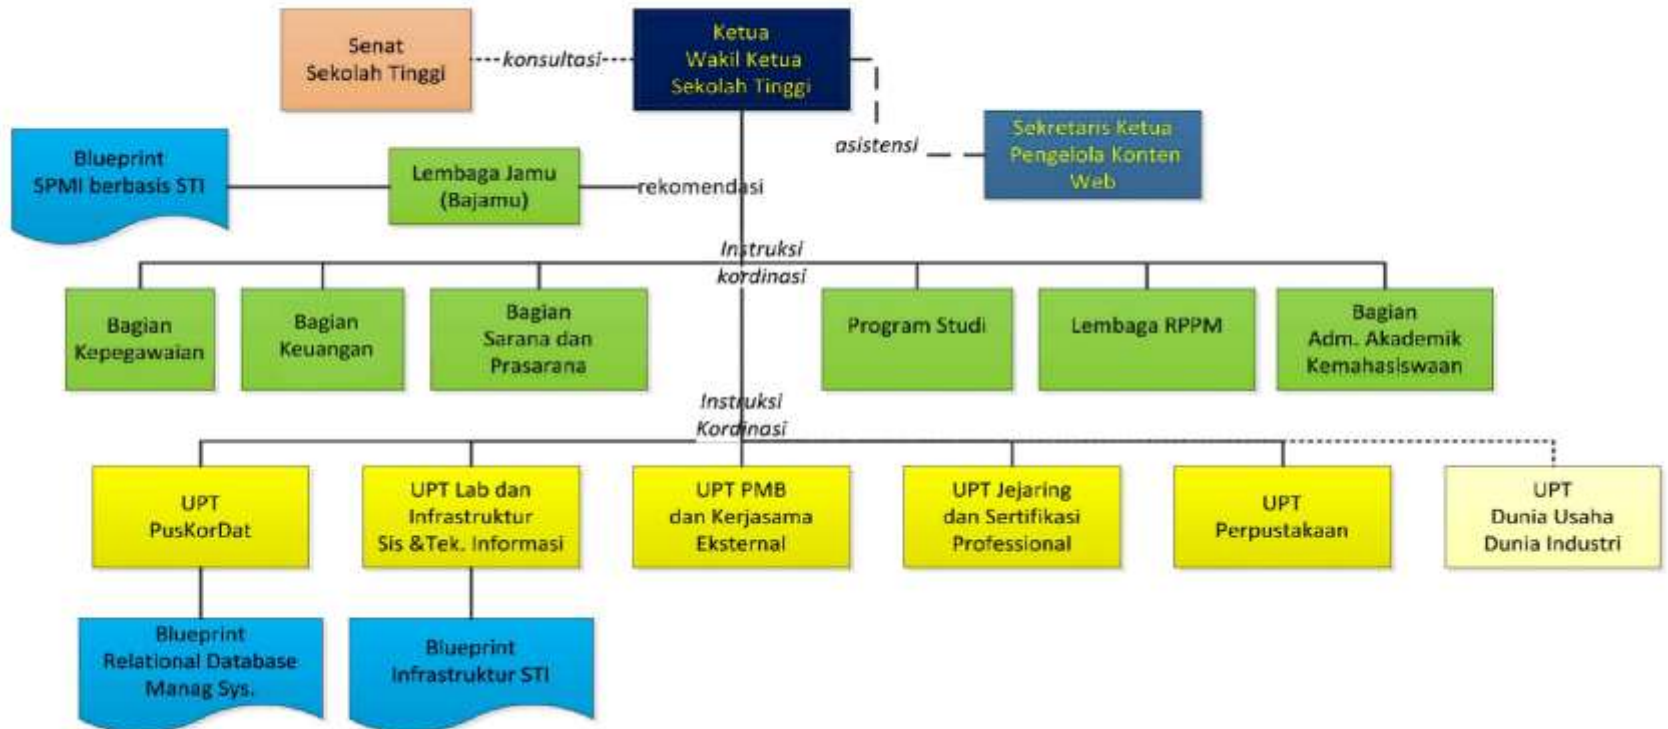 Senat
Sekolah Tinggi
konsultasi
Ketua
Wakil Ketua
Sekolah Tinggi
asistensi
Sekretaris Ketua
Pengelola Konten
Web
Blueprint
SPMI berbasis STI
Lembaga Jamu
(Bajamu)
rekomendasi
Instruksi
kordinasi
Bagian
Kepegawaian
Bagian
Keuangan
Bagian
Sarana dan
Prasarana
Program Studi
Lembaga RPPM
Bagian
Adm. Akademik
Kemahasiswaan
Instruksi
Kordinasi
UPT
PusKorDat
UPT Lab dan
Infrastruktur
Sis &Tek. Informasi
UPT PMB
dan Kerjasama
Eksternal
UPT Jejaring
dan Sertifikasi
Professional
UPT
Perpustakaan
UPT
Dunia Usaha
Dunia Industri
Blueprint
Relational Database
Manag Sys.
Blueprint
Infrastruktur STI